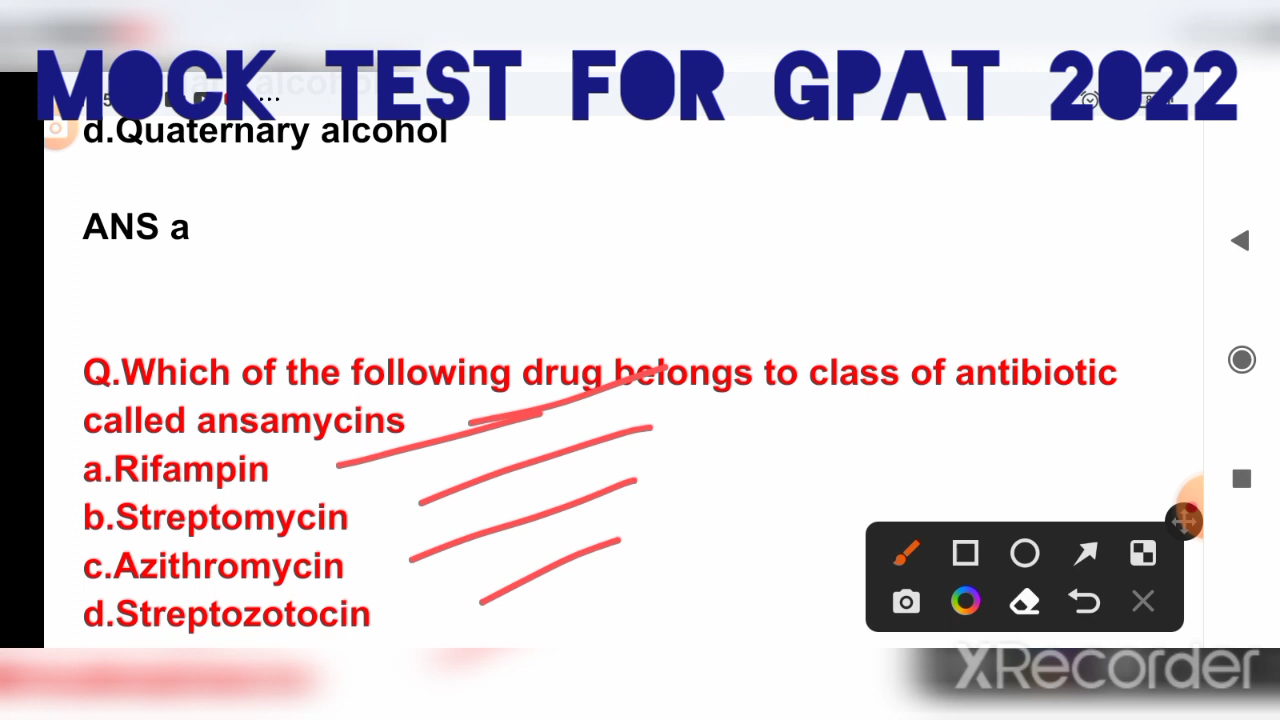 MOCK TEST FOR GPAT 2022
d.Quaternary alcohol
ANS a
Q.Which of the following drug belongs to class of antibiotic
called ansamycins
a.Rifampin
b.Streptomycin
c.Azithromycin
d.Streptozotocin
XRecorder